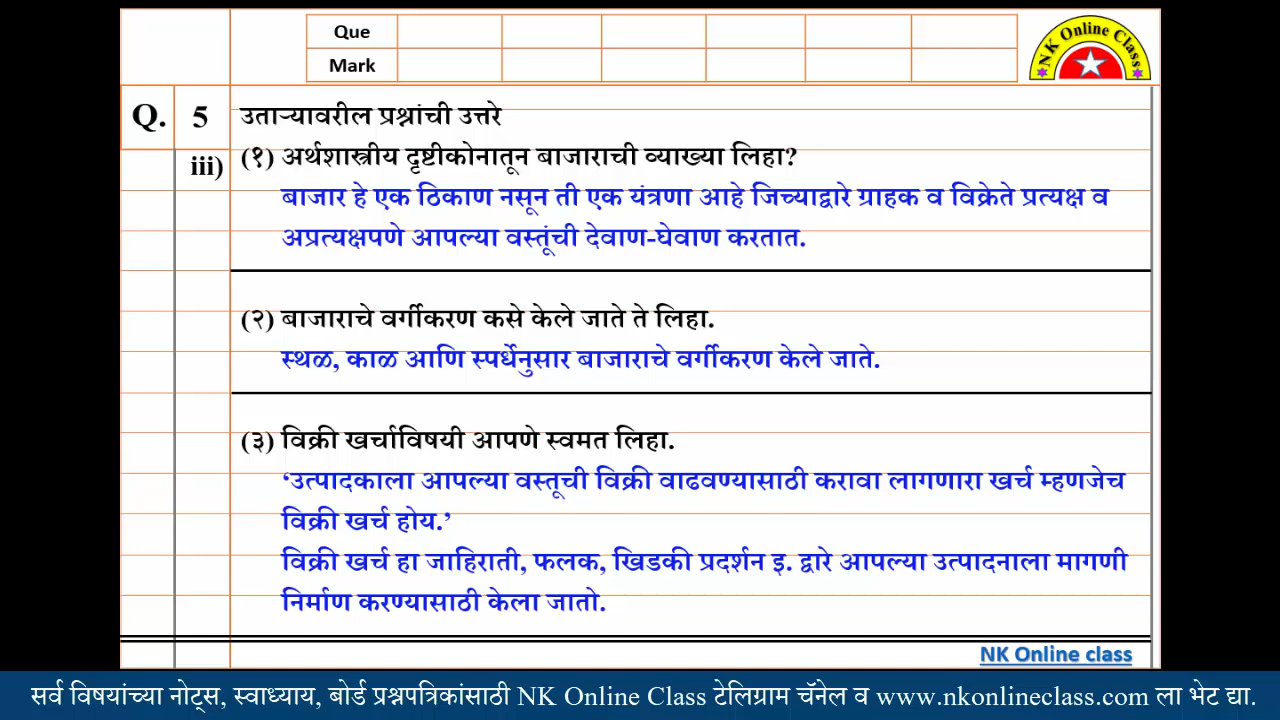 Que
Mark
NK Online Class
Q. 5 उताऱ्यावरील प्रश्नांची उत्तरे
iii) (१) अर्थशास्त्रीय दृष्टीकोनातून बाजाराची व्याख्या लिहा?
बाजार हे एक ठिकाण नसून ती एक यंत्रणा आहे जिच्याद्वारे ग्राहक व विक्रेते प्रत्यक्ष व
अप्रत्यक्षपणे आपल्या वस्तूंची देवाण-घेवाण करतात.
(२) बाजाराचे वर्गीकरण कसे केले जाते ते लिहा.
स्थळ, काळ आणि स्पर्धेनुसार बाजाराचे वर्गीकरण केले जाते.
(३) विक्री खर्चाविषयी आपणे स्वमत लिहा.
‘उत्पादकाला आपल्या वस्तूची विक्री वाढवण्यासाठी करावा लागणारा खर्च म्हणजेच
विक्री खर्च होय.’
विक्री खर्च हा जाहिराती, फलक, खिडकी प्रदर्शन इ. द्वारे आपल्या उत्पादनाला मागणी
निर्माण करण्यासाठी केला जातो.
NK Online class
सर्व विषयांच्या नोट्स, स्वाध्याय, बोर्ड प्रश्नपत्रिकांसाठी NK Online Class टेलिग्राम चॅनेल व www.nkonlineclass.com ला भेट द्या.